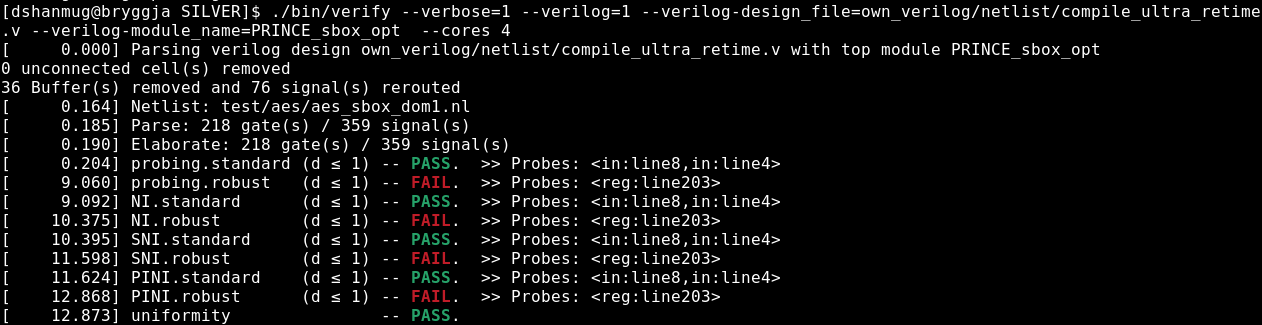 [dshanmug@bryggja SILVER]$ ./bin/verify --verbose=1 --verilog=1 --verilog-design_file=own_verilog/netlist/compile_ultra_retime
.v --verilog-module_name=PRINCE_sbox_opt  --cores 4
[     0.000] Parsing verilog design own_verilog/netlist/compile_ultra_retime.v with top module PRINCE_sbox_opt
0 unconnected cell(s) removed
36 Buffer(s) removed and 76 signal(s) rerouted
[     0.164] Netlist: test/aes/aes_sbox_dom1.nl
[     0.185] Parse: 218 gate(s) / 359 signal(s)
[     0.190] Elaborate: 218 gate(s) / 359 signal(s)
[     0.204] probing.standard (d ≤ 1) -- PASS.  >> Probes: <in:line8,in:line4>
[     9.060] probing.robust   (d ≤ 1) -- FAIL.  >> Probes: <reg:line203>
[     9.092] NI.standard      (d ≤ 1) -- PASS.  >> Probes: <in:line8,in:line4>
[    10.375] NI.robust        (d ≤ 1) -- FAIL.  >> Probes: <reg:line203>
[    10.395] SNI.standard     (d ≤ 1) -- PASS.  >> Probes: <in:line8,in:line4>
[    11.598] SNI.robust       (d ≤ 1) -- FAIL.  >> Probes: <reg:line203>
[    11.624] PINI.standard    (d ≤ 1) -- PASS.  >> Probes: <in:line8,in:line4>
[    12.868] PINI.robust      (d ≤ 1) -- FAIL.  >> Probes: <reg:line203>
[    12.873] uniformity               -- PASS.